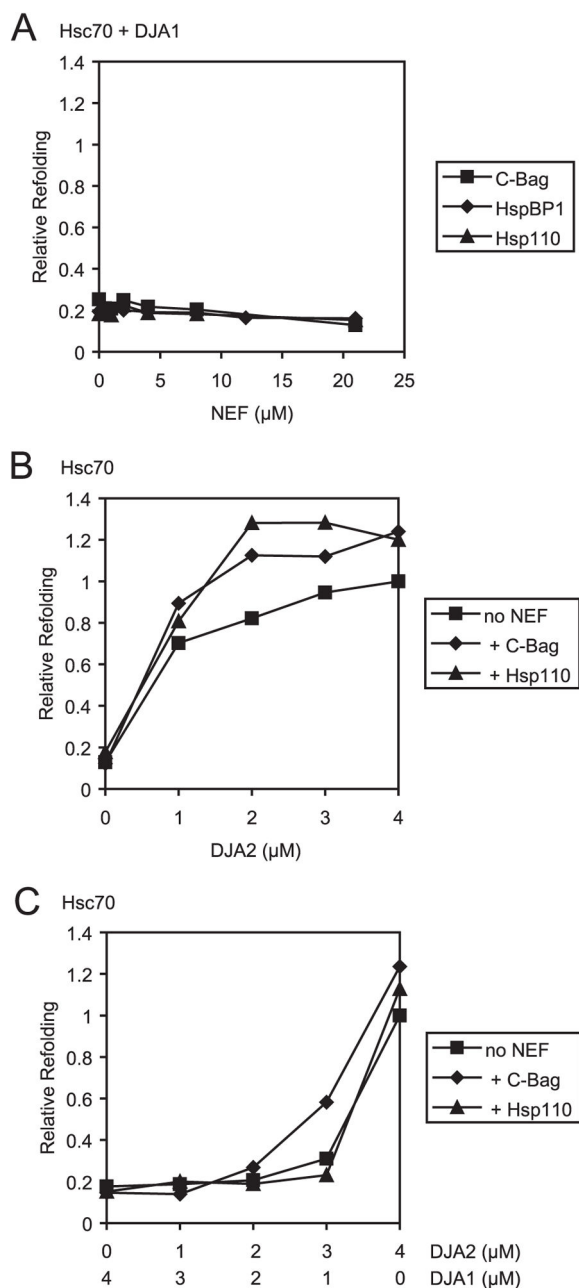 A Hsc70 + DJA1
1.4
1.2
1
0.8
0.6
0.4
0.2
0
Relative Refolding
0 5 10 15 20 25
NEF (µM)
C-Bag
HspBP1
Hsp110
B Hsc70
1.4
1.2
1
0.8
0.6
0.4
0.2
0
Relative Refolding
0 1 2 3 4
DJA2 (µM)
no NEF
+ C-Bag
+ Hsp110
C Hsc70
1.4
1.2
1
0.8
0.6
0.4
0.2
0
Relative Refolding
no NEF
+ C-Bag
+ Hsp110
0 1 2 3 4 DJA2 (µM)
4 3 2 1 0 DJA1 (µM)